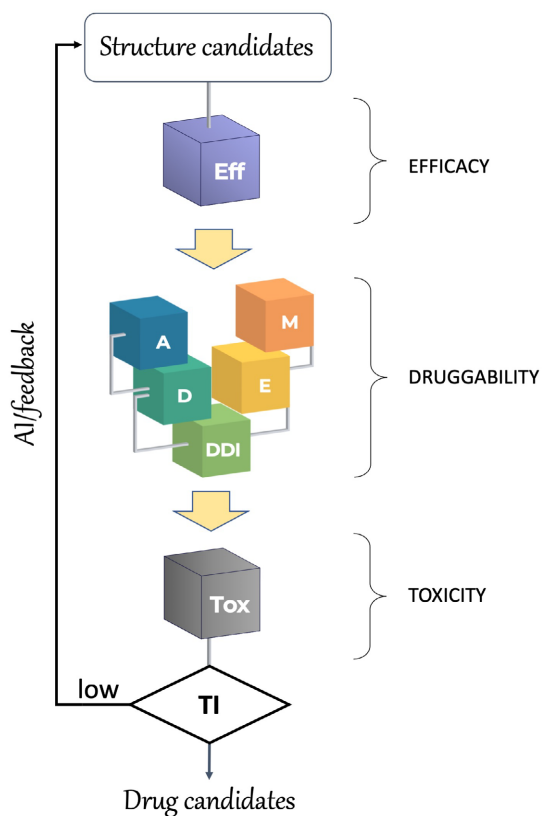 Structure candidates
Eff
EFFICACY
A
M
D
E
DRUGGABILITY
DDI
AI/feedback
Tox
TOXICITY
low
TI
Drug candidates